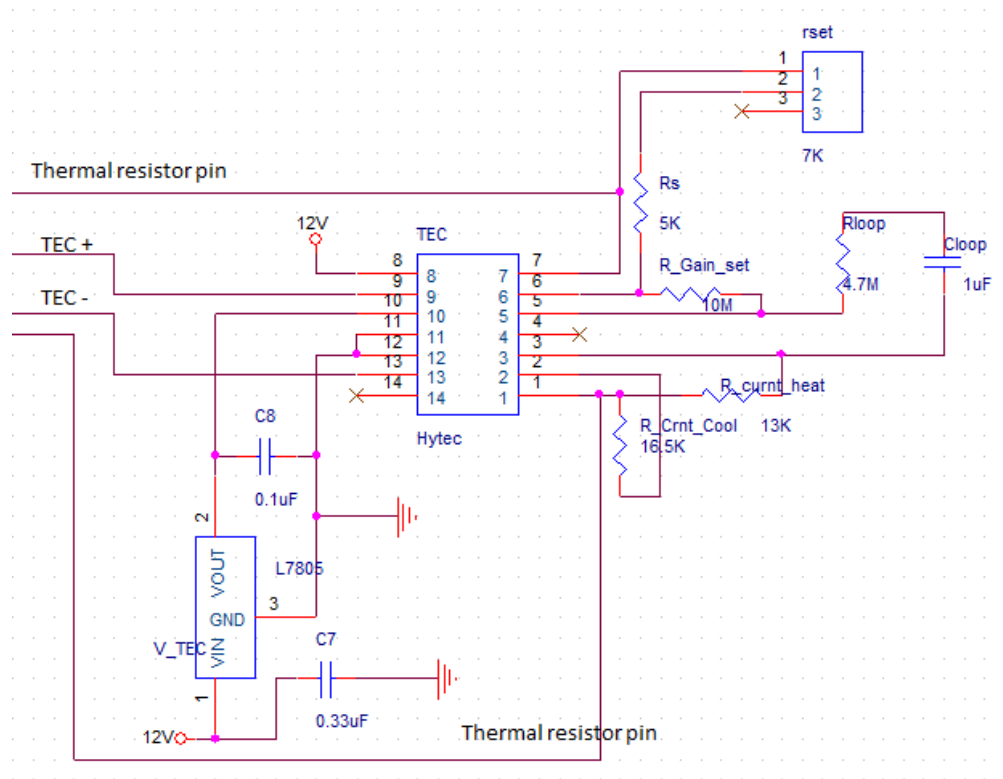 rset
1
2
3
1
2
3
7K
Thermal resistor pin
Rs
5K
12V
TEC
TEC +
TEC -
8
9
10
11
12
13
14
8
9
10
11
12
13
14
7
6
5
4
3
2
1
7
6
5
4
3
2
1
Hytec
R_Gain_set
10M
Rloop
4.7M
Cloop
1uF
R_curnt_heat
13K
R_Crnt_Cool
16.5K
C8
0.1uF
2
VOUT
L7805
GND
3
V_TEC
VIN
1
C7
0.33uF
12V
Thermal resistor pin